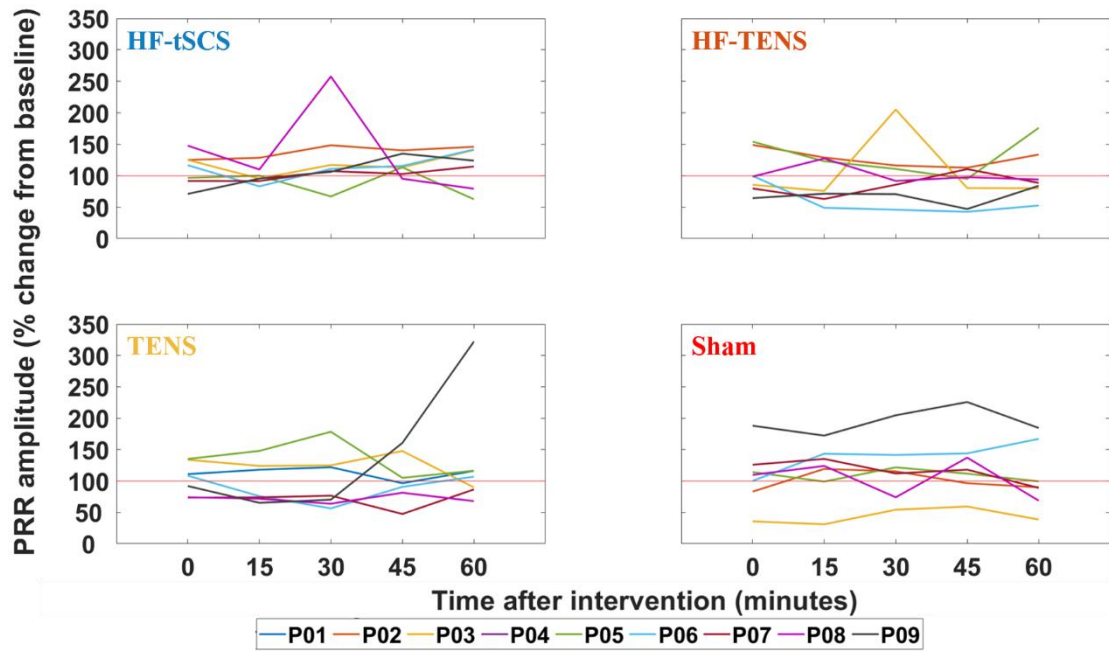 PRR amplitude (% change from baseline)
HF-tSCS
350
300
250
200
150
100
50
0
HF-TENS
TENS
350
300
250
200
150
100
50
0
0 15 30 45 60
Sham
0 15 30 45 60
Time after intervention (minutes)
P01 P02 P03 P04 P05 P06 P07 P08 P09